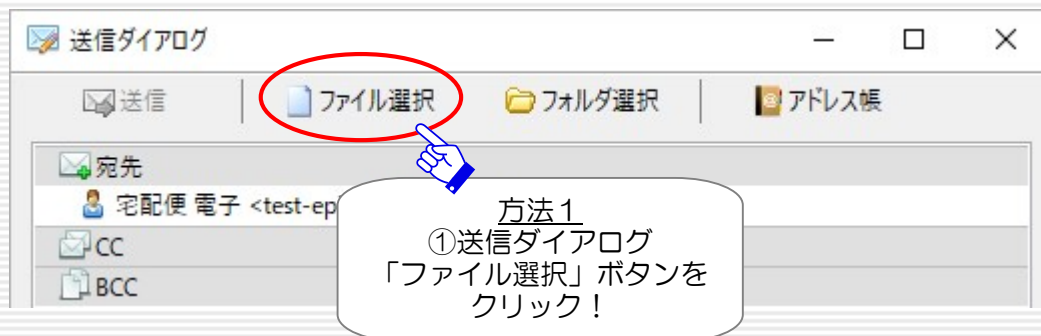 送信ダイアログ
送信 ファイル選択 フォルダ選択 アドレス帳
宛先
宅配便 電子 <test-ep
CC
BCC
方法１
①送信ダイアログ
「ファイル選択」ボタンを
クリック！